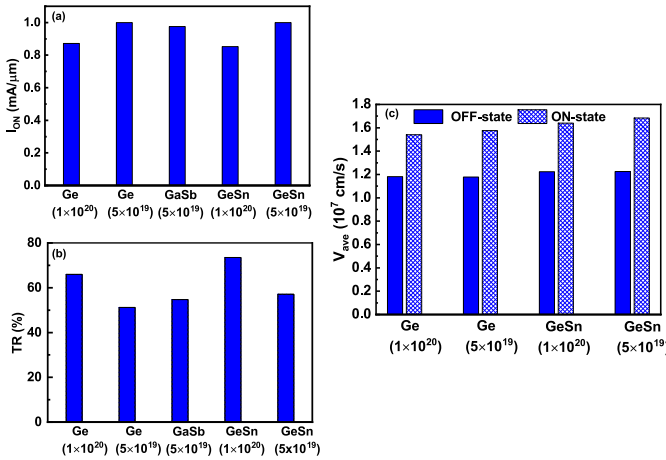 (a)
I_ON (mA/μm)
1.0
0.8
0.6
0.4
0.2
0.0
Ge Ge GaSb GeSn GeSn
(1×10^20) (5×10^19) (5×10^19) (1×10^20) (5×10^19)
(b)
TR (%)
80
60
40
20
0
Ge Ge GaSb GeSn GeSn
(1×10^20) (5×10^19) (5×10^19) (1×10^20) (5x10^19)
(c)
OFF-state ON-state
V_ave (10^7 cm/s)
1.8
1.6
1.4
1.2
1.0
0.8
0.6
0.4
0.2
0.0
Ge Ge GeSn GeSn
(1×10^20) (5×10^19) (1×10^20) (5×10^19)